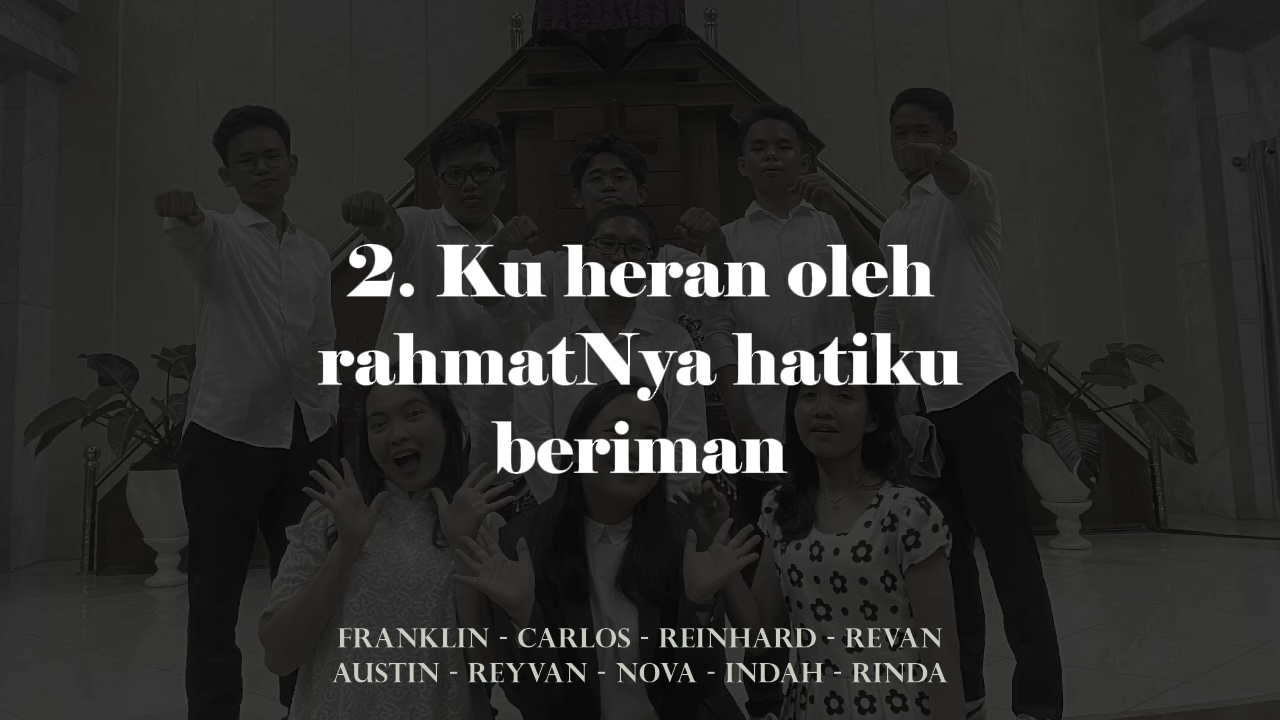 2. Ku heran oleh
rahmatNya hatiku
beriman
FRANKLIN - CARLOS - REINHARD - REVAN
AUSTIN - REYVAN - NOVA - INDAH - RINDA